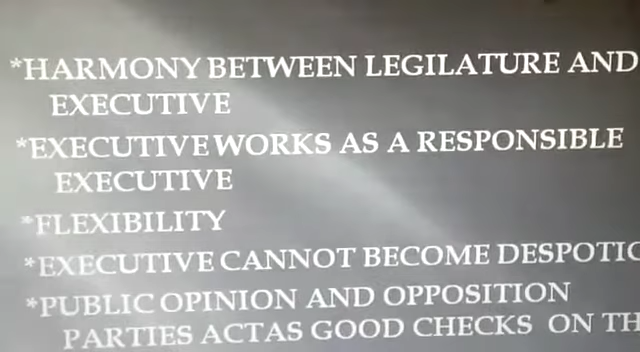 *HARMONY BETWEEN LEGILATURE AND
EXECUTIVE
*EXECUTIVE WORKS AS A RESPONSIBLE
EXECUTIVE
*FLEXIBILITY
*EXECUTIVE CANNOT BECOME DESPOTIC
*PUBLIC OPINION AND OPPOSITION
PARTIES ACTAS GOOD CHECKS ON TH